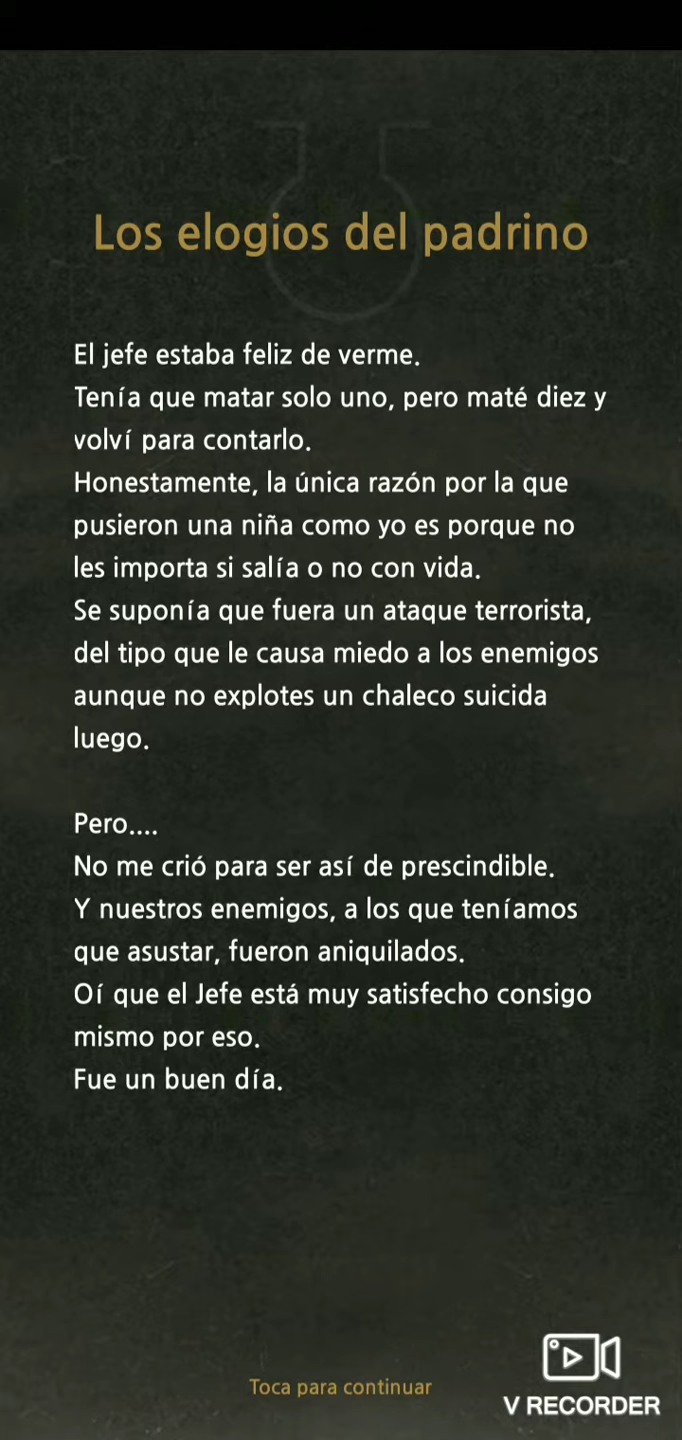 Los elogios del padrino
El jefe estaba feliz de verme.
Tenía que matar solo uno, pero maté diez y
volví para contarlo.
Honestamente, la única razón por la que
pusieron una niña como yo es porque no
les importa si salía o no con vida.
Se suponía que fuera un ataque terrorista,
del tipo que le causa miedo a los enemigos
aunque no explotes un chaleco suicida
luego.
Pero....
No me crió para ser así de prescindible.
Y nuestros enemigos, a los que teníamos
que asustar, fueron aniquilados.
Oí que el Jefe está muy satisfecho consigo
mismo por eso.
Fue un buen día.
Toca para continuar
V RECORDER